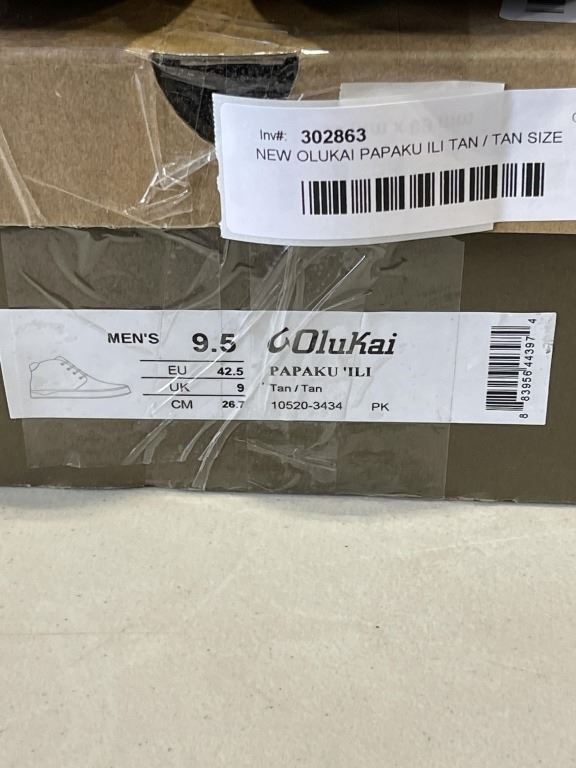 Inv#: 302863
NEW OLUKAI PAPAKU ILI TAN / TAN SIZE
MEN'S 9.5 OluKai
EU 42.5 PAPAKU 'ILI
UK 9 Tan / Tan
CM 26.7 10520-3434 PK
8 83956 44397 4